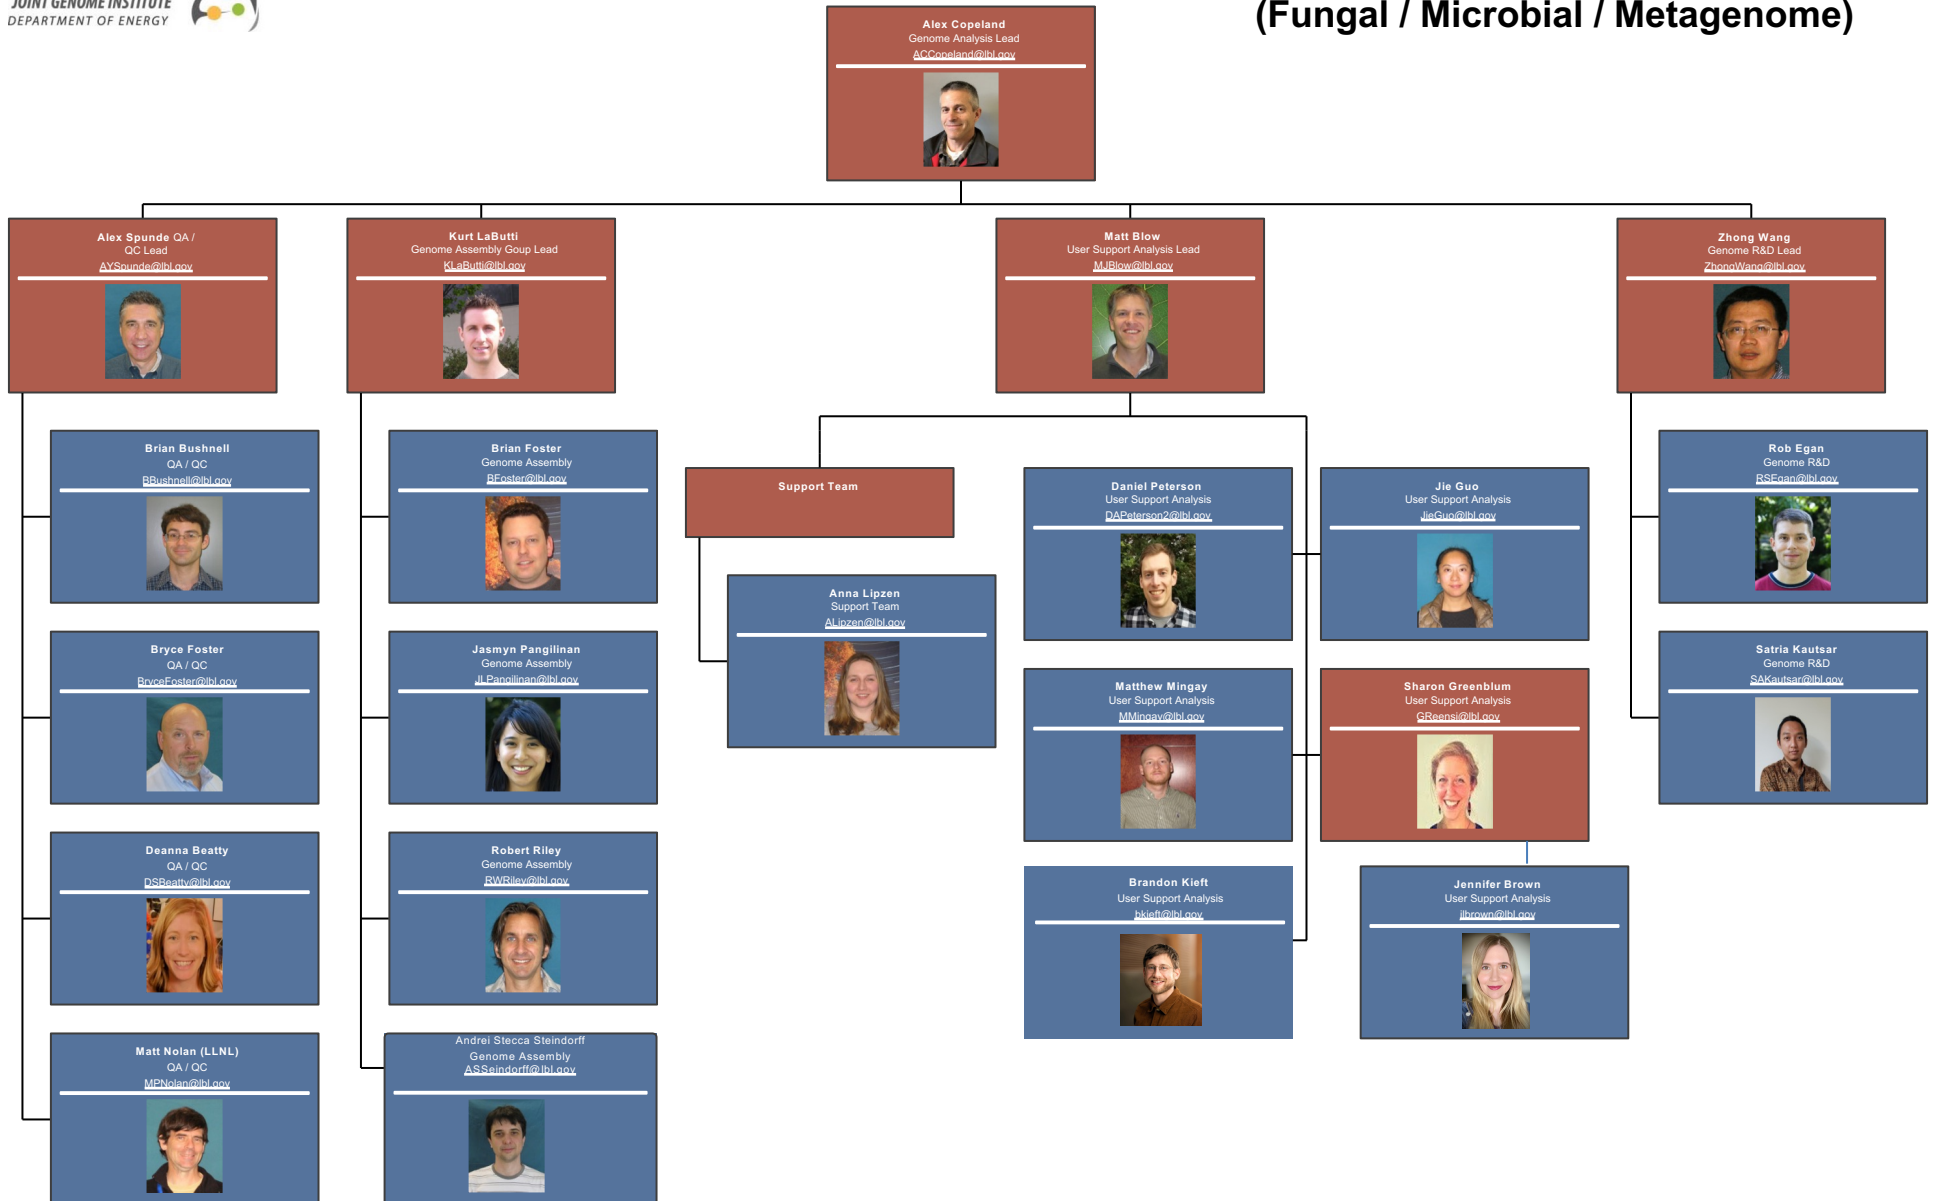 JOINT GENOME INSTITUTE
DEPARTMENT OF ENERGY
(Fungal / Microbial / Metagenome)
Alex Copeland
Genome Analysis Lead
ACCopeland@lbl.gov
Alex Spunde QA /
QC Lead
AYSpunde@lbl.gov
Kurt LaButti
Genome Assembly Goup Lead
KLaButti@lbl.gov
Matt Blow
User Support Analysis Lead
MJBlow@lbl.gov
Zhong Wang
Genome R&D Lead
ZhongWang@lbl.gov
Brian Bushnell
QA / QC
BBushnell@lbl.gov
Brian Foster
Genome Assembly
BFoster@lbl.gov
Support Team
Daniel Peterson
User Support Analysis
DAPeterson2@lbl.gov
Jie Guo
User Support Analysis
JieGuo@lbl.gov
Rob Egan
Genome R&D
RSEgan@lbl.gov
Anna Lipzen
Support Team
ALipzen@lbl.gov
Bryce Foster
QA / QC
BryceFoster@lbl.gov
Jasmyn Pangilinan
Genome Assembly
JLPangilinan@lbl.gov
Matthew Mingay
User Support Analysis
MMingay@lbl.gov
Sharon Greenblum
User Support Analysis
GReensi@lbl.gov
Satria Kautsar
Genome R&D
SAKautsar@lbl.gov
Deanna Beatty
QA / QC
DSBeatty@lbl.gov
Robert Riley
Genome Assembly
RWRiley@lbl.gov
Brandon Kieft
User Support Analysis
bkieft@lbl.gov
Jennifer Brown
User Support Analysis
jlbrown@lbl.gov
Matt Nolan (LLNL)
QA / QC
MPNolan@lbl.gov
Andrei Stecca Steindorff
Genome Assembly
ASSeindorff@lbl.gov